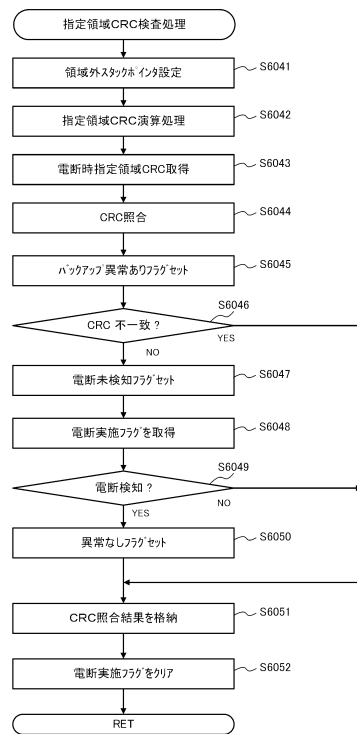 指定領域CRC検査処理
領域外スタックポインタ設定
S6041
指定領域CRC演算処理
S6042
電断時指定領域CRC取得
S6043
CRC照合
S6044
バックアップ異常ありフラグセット
S6045
S6046
CRC 不一致?
YES
NO
電断未検知フラグセット
S6047
電断実施フラグを取得
S6048
S6049
電断検知?
NO
YES
異常なしフラグセット
S6050
CRC照合結果を格納
S6051
電断実施フラグをクリア
S6052
RET